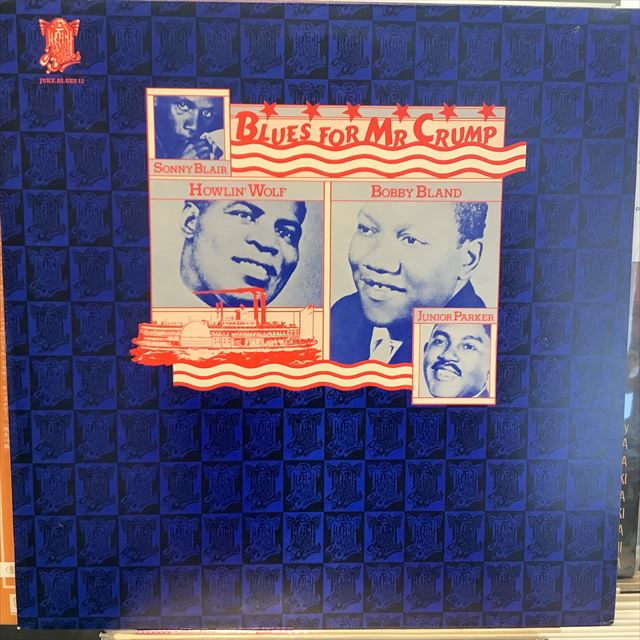 JUKE BLUES 12
BLUES FOR MR CRUMP
SONNY BLAIR
HOWLIN' WOLF
BOBBY BLAND
JUNIOR PARKER